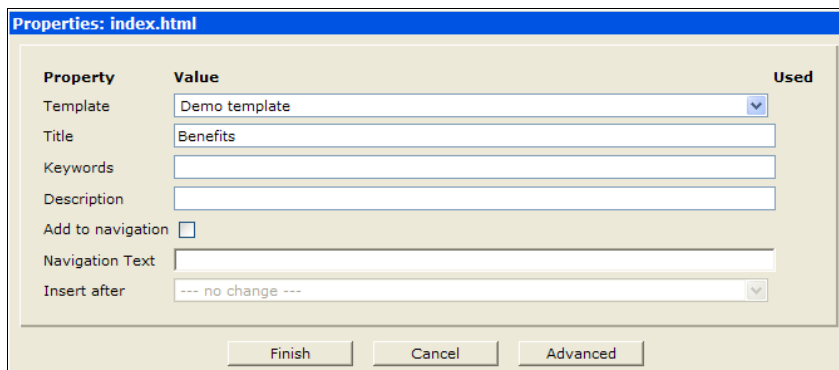 Properties: index.html
Property Value Used
Template Demo template
Title Benefits
Keywords
Description
Add to navigation
Navigation Text
Insert after --- no change ---
Finish Cancel Advanced